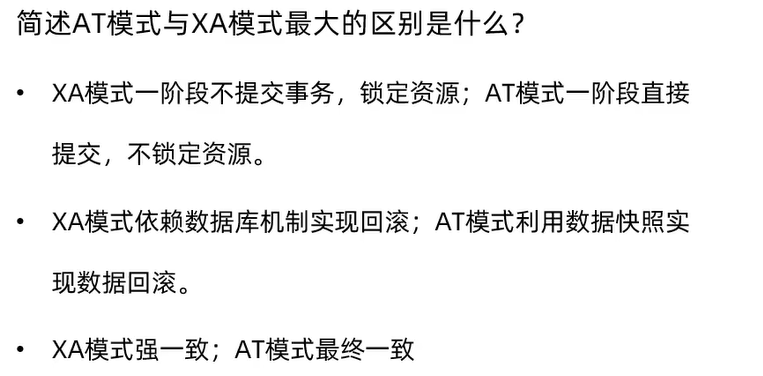 简述AT模式与XA模式最大的区别是什么？
• XA模式一阶段不提交事务，锁定资源；AT模式一阶段直接
提交，不锁定资源。
• XA模式依赖数据库机制实现回滚；AT模式利用数据快照实
现数据回滚。
• XA模式强一致；AT模式最终一致